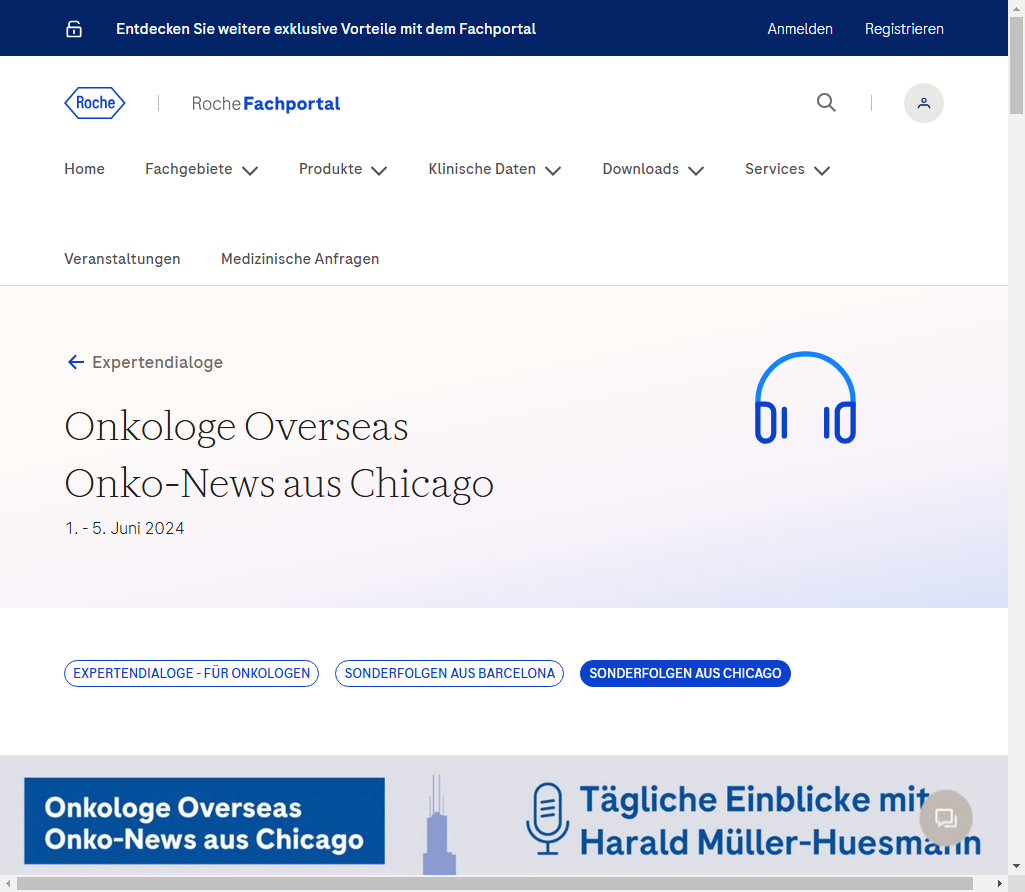 Entdecken Sie weitere exklusive Vorteile mit dem Fachportal
Anmelden
Registrieren
Roche
Roche Fachportal
Home
Fachgebiete
Produkte
Klinische Daten
Downloads
Services
Veranstaltungen
Medizinische Anfragen
Expertendialoge
Onkologe Overseas
Onko-News aus Chicago
1. - 5. Juni 2024
EXPERTENDIALOGE - FÜR ONKOLOGEN
SONDERFOLGEN AUS BARCELONA
SONDERFOLGEN AUS CHICAGO
Onkologe Overseas
Onko-News aus Chicago
Tägliche Einblicke mit
Harald Müller-Huesmann